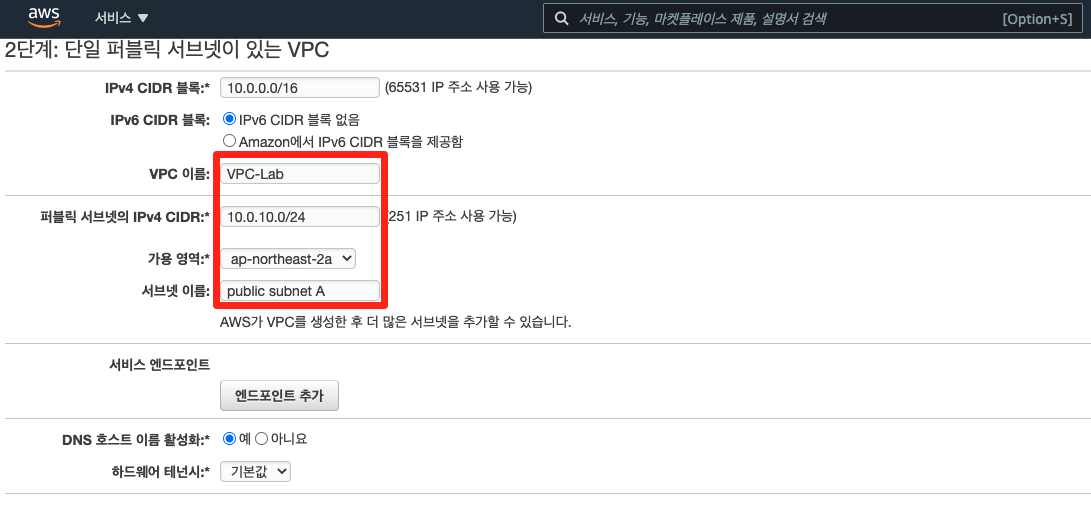 aws 서비스 서비스, 기능, 마켓플레이스 제품, 설명서 검색 [Option+S]
2단계: 단일 퍼블릭 서브넷이 있는 VPC
IPv4 CIDR 블록:* 10.0.0.0/16 (65531 IP 주소 사용 가능)
IPv6 CIDR 블록: IPv6 CIDR 블록 없음
Amazon에서 IPv6 CIDR 블록을 제공함
VPC 이름: VPC-Lab
퍼블릭 서브넷의 IPv4 CIDR:* 10.0.10.0/24 (251 IP 주소 사용 가능)
가용 영역:* ap-northeast-2a
서브넷 이름: public subnet A
AWS가 VPC를 생성한 후 더 많은 서브넷을 추가할 수 있습니다.
서비스 엔드포인트
엔드포인트 추가
DNS 호스트 이름 활성화:* 예 아니요
하드웨어 테넌시:* 기본값